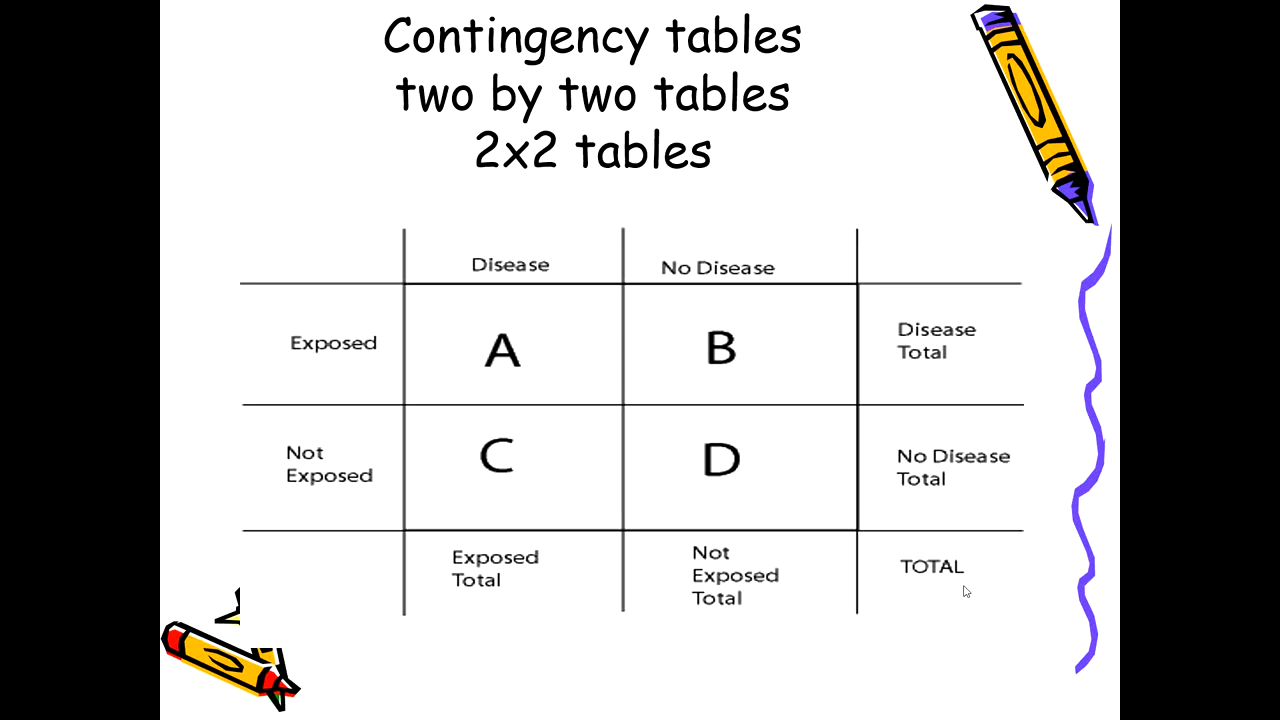 Contingency tables
two by two tables
2x2 tables
Disease
No Disease
Exposed
A
B
Disease
Total
Not
Exposed
C
D
No Disease
Total
Exposed
Total
Not
Exposed
Total
TOTAL